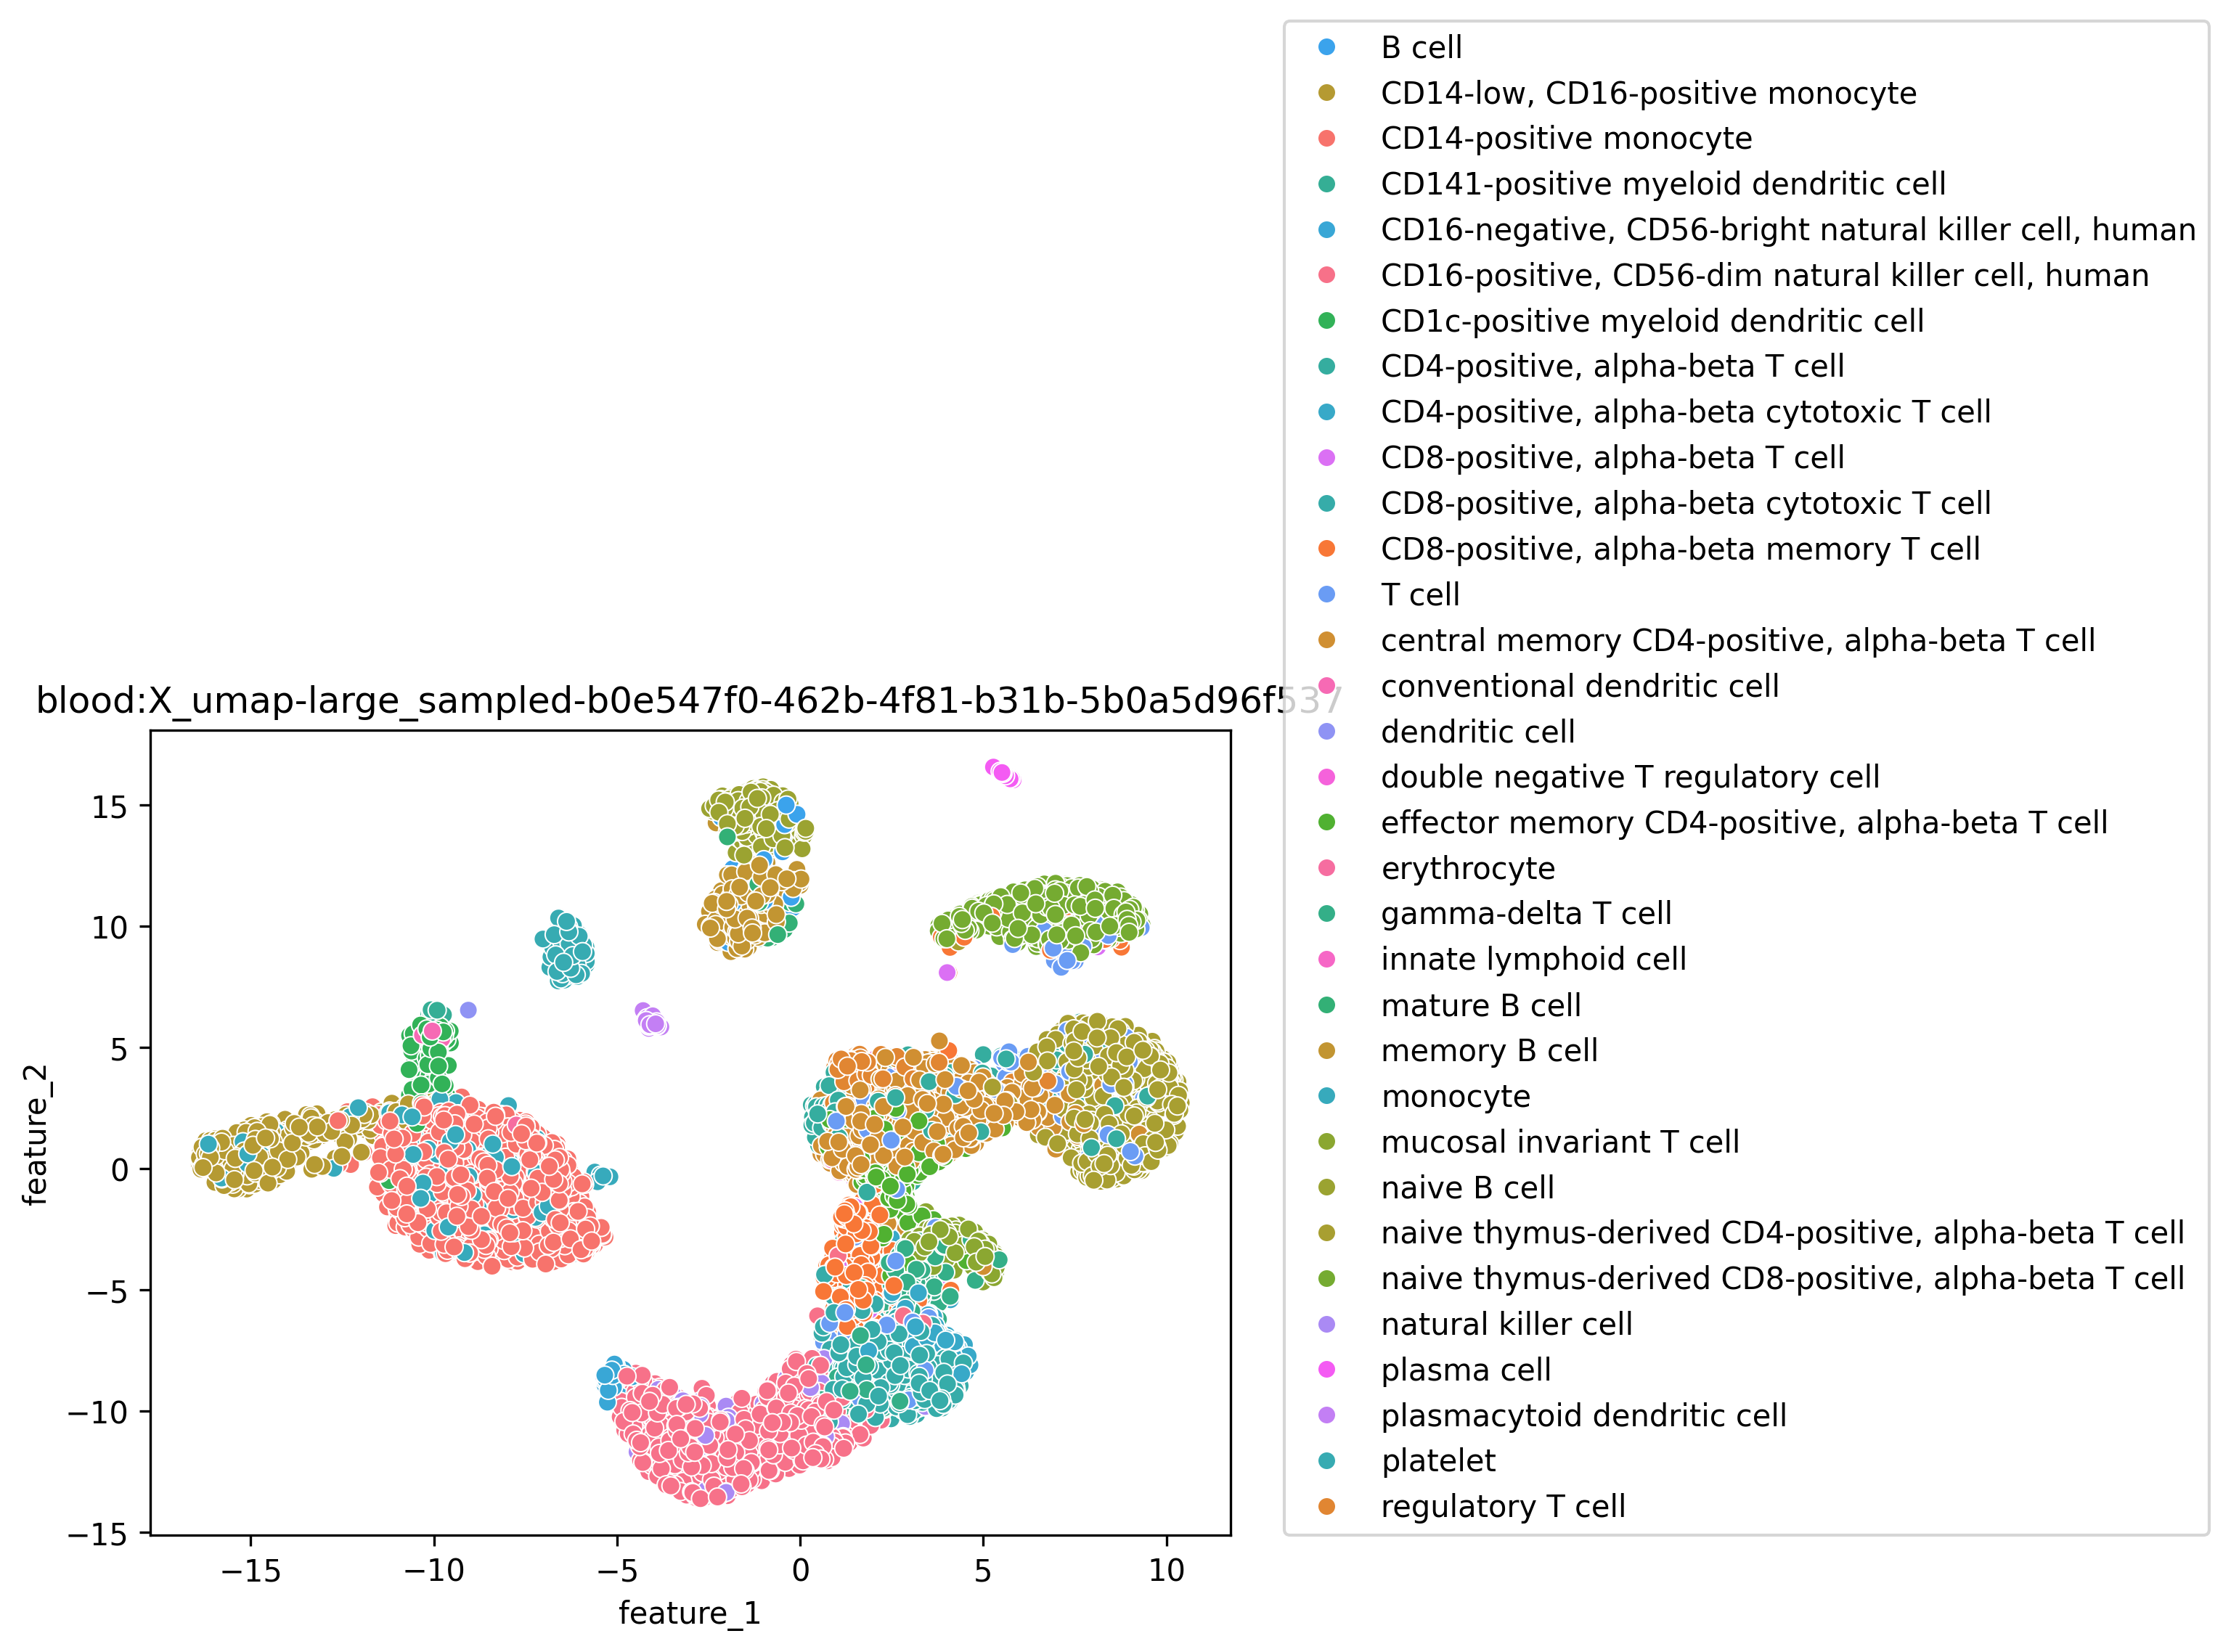 blood:X_umap-large_sampled-b0e547f0-462b-4f81-b31b-5b0a5d96f537
15
10
5
0
−5
−10
−15
feature_2
−15
−10
−5
0
5
10
feature_1
B cell
CD14-low, CD16-positive monocyte
CD14-positive monocyte
CD141-positive myeloid dendritic cell
CD16-negative, CD56-bright natural killer cell, human
CD16-positive, CD56-dim natural killer cell, human
CD1c-positive myeloid dendritic cell
CD4-positive, alpha-beta T cell
CD4-positive, alpha-beta cytotoxic T cell
CD8-positive, alpha-beta T cell
CD8-positive, alpha-beta cytotoxic T cell
CD8-positive, alpha-beta memory T cell
T cell
central memory CD4-positive, alpha-beta T cell
conventional dendritic cell
dendritic cell
double negative T regulatory cell
effector memory CD4-positive, alpha-beta T cell
erythrocyte
gamma-delta T cell
innate lymphoid cell
mature B cell
memory B cell
monocyte
mucosal invariant T cell
naive B cell
naive thymus-derived CD4-positive, alpha-beta T cell
naive thymus-derived CD8-positive, alpha-beta T cell
natural killer cell
plasma cell
plasmacytoid dendritic cell
platelet
regulatory T cell